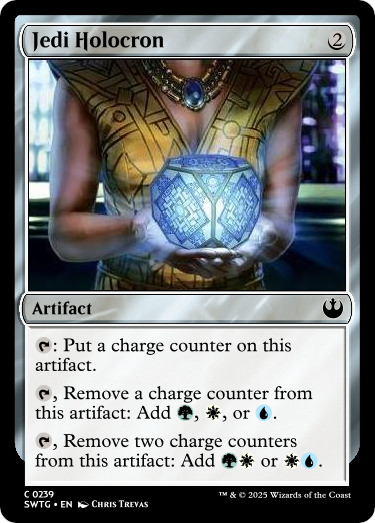 Jedi Holocron 2
Artifact
: Put a charge counter on this
artifact.
, Remove a charge counter from
this artifact: Add , , or .
, Remove two charge counters
from this artifact: Add or .
C 0239
SWTG • EN Chris Trevas
™ & © 2025 Wizards of the Coast